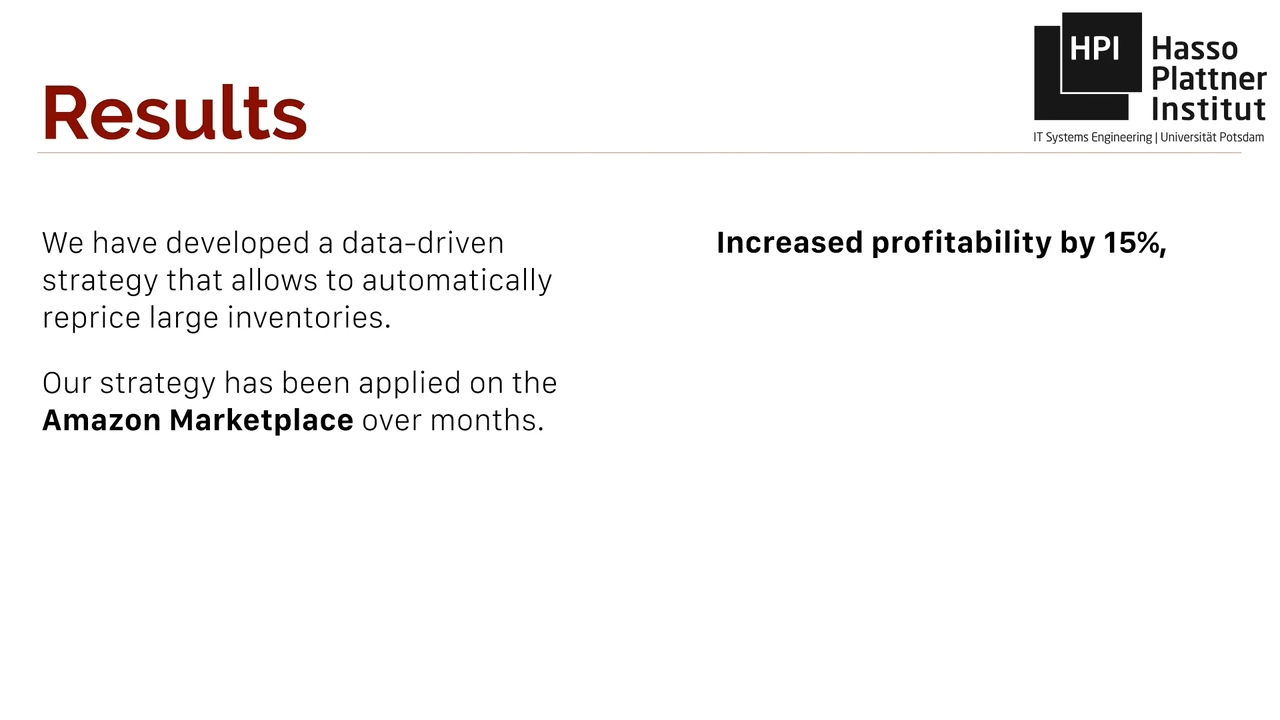 Results
HPI
Hasso
Plattner
Institut
IT Systems Engineering | Universität Potsdam
We have developed a data-driven
strategy that allows to automatically
reprice large inventories.
Our strategy has been applied on the
Amazon Marketplace over months.
Increased profitability by 15%,